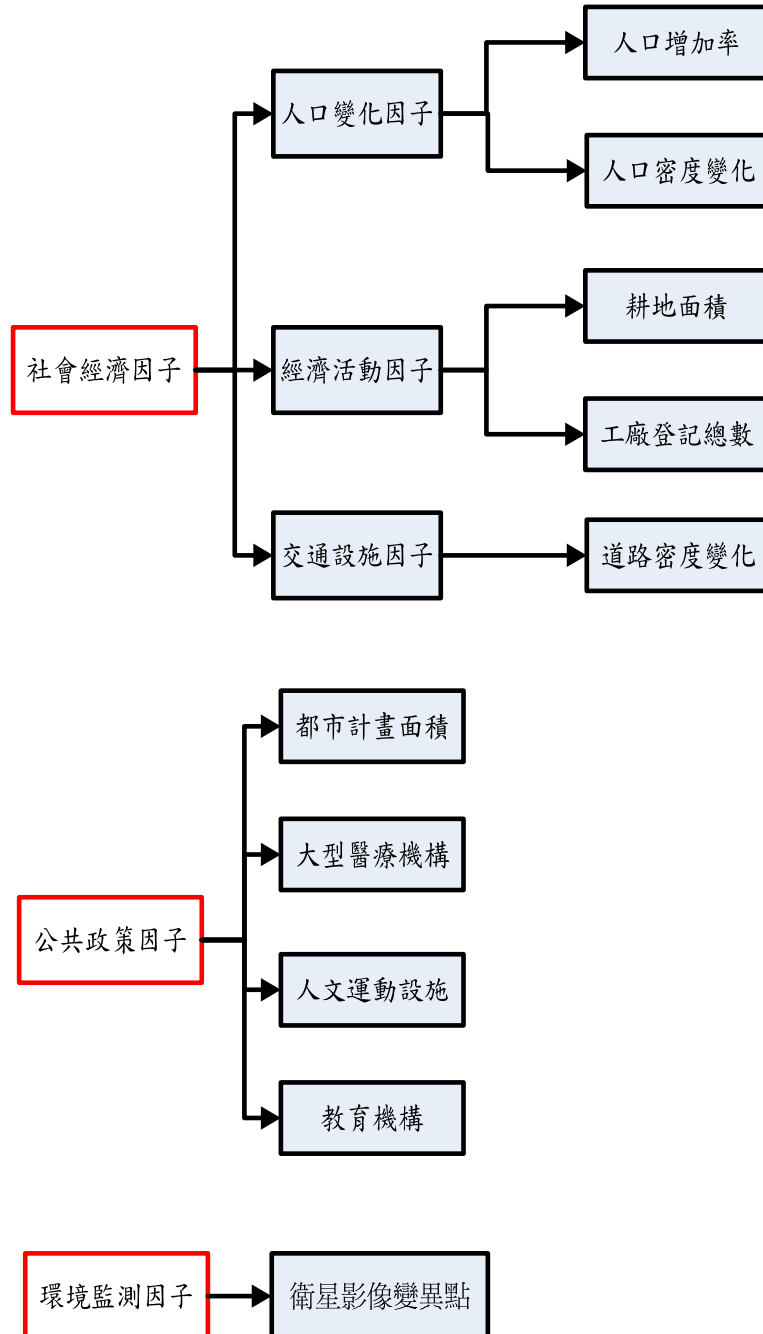 人口增加率
人口變化因子
人口密度變化
耕地面積
社會經濟因子
經濟活動因子
工廠登記總數
交通設施因子
道路密度變化
都市計畫面積
大型醫療機構
公共政策因子
人文運動設施
教育機構
環境監測因子
衛星影像變異點